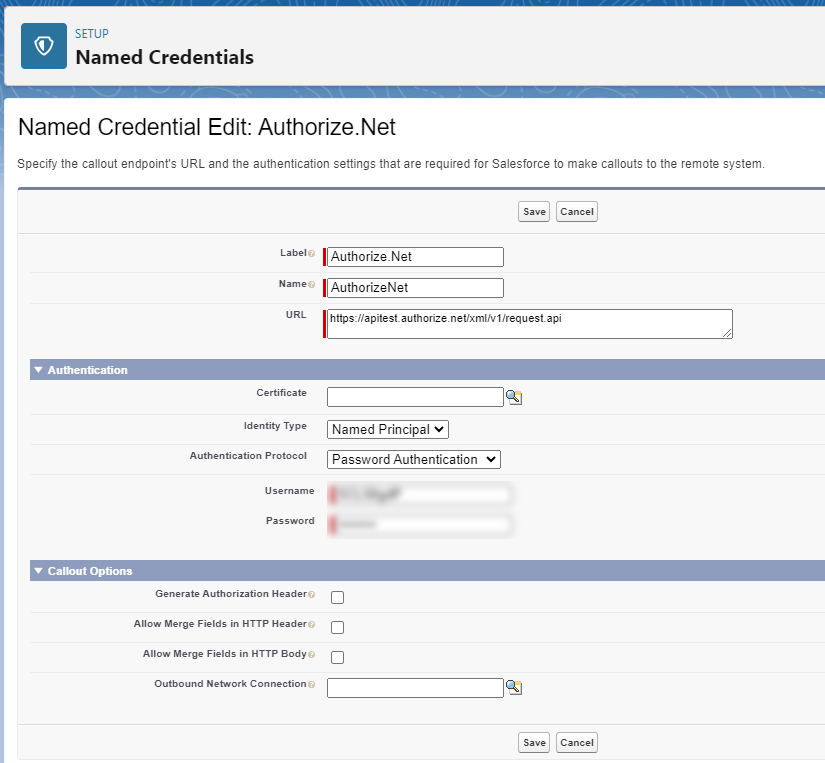 SETUP
Named Credentials
Named Credential Edit: Authorize.Net
Specify the callout endpoint's URL and the authentication settings that are required for Salesforce to make callouts to the remote system.
Save Cancel
Label Authorize.Net
Name AuthorizeNet
URL https://apitest.authorize.net/xml/v1/request.api
Authentication
Certificate
Identity Type Named Principal
Authentication Protocol Password Authentication
Username
Password
Callout Options
Generate Authorization Header
Allow Merge Fields in HTTP Header
Allow Merge Fields in HTTP Body
Outbound Network Connection
Save Cancel